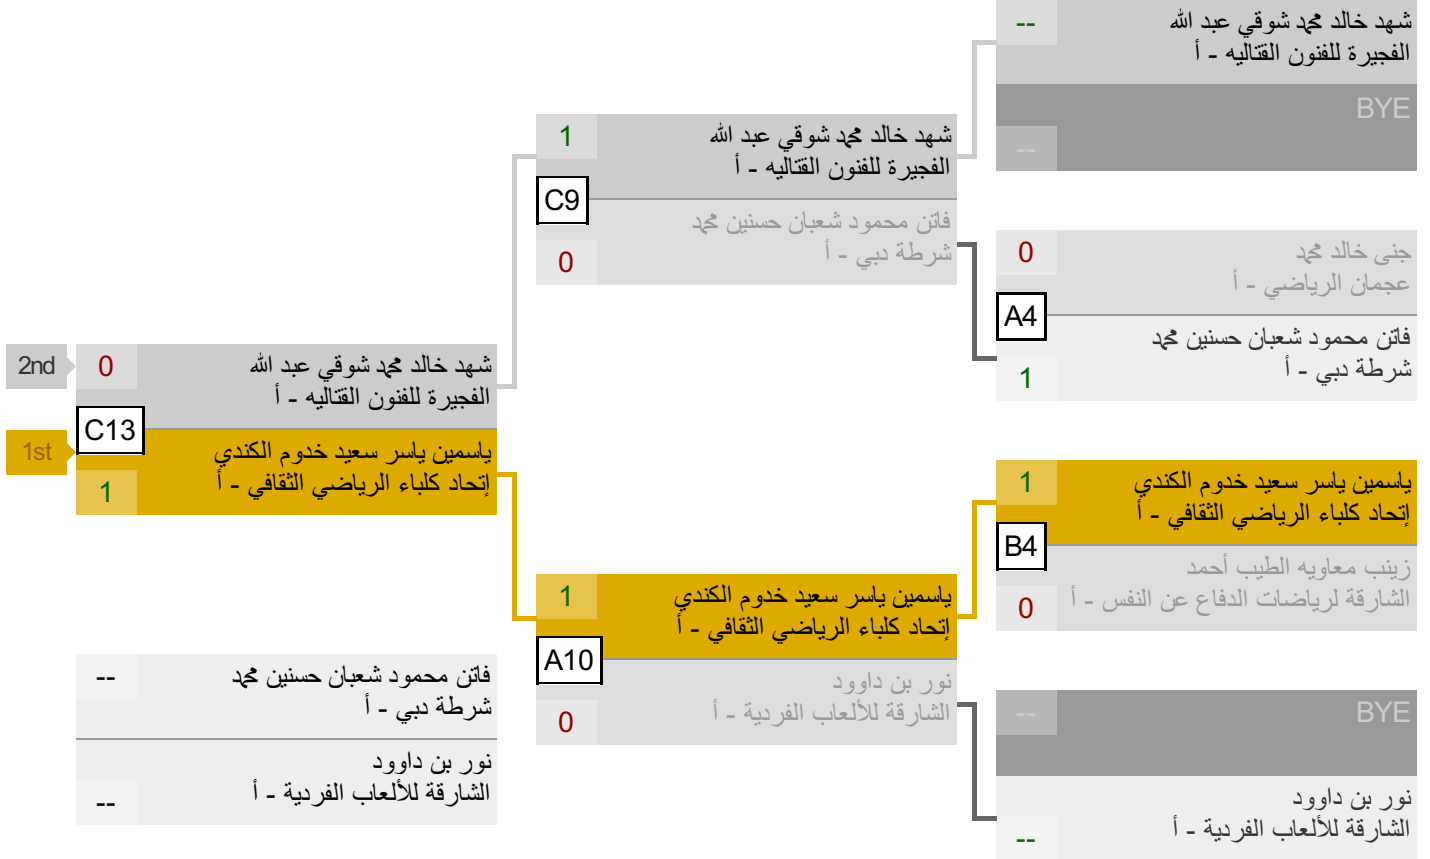 --
شهد خالد محمد شوقي عبد الله
الفجيرة للفنون القتاليه - أ
BYE
--
1
شهد خالد محمد شوقي عبد الله
الفجيرة للفنون القتاليه - أ
C9
فاتن محمود شعبان حسنين محمد
شرطة دبي - أ
0
0
جنى خالد محمد
عجمان الرياضي - أ
A4
فاتن محمود شعبان حسنين محمد
شرطة دبي - أ
1
2nd
0
شهد خالد محمد شوقي عبد الله
الفجيرة للفنون القتاليه - أ
C13
1st
ياسمين ياسر سعيد خدوم الكندي
إتحاد كلباء الرياضي الثقافي - أ
1
1
ياسمين ياسر سعيد خدوم الكندي
إتحاد كلباء الرياضي الثقافي - أ
B4
زينب معاويه الطيب أحمد
الشارقة لرياضات الدفاع عن النفس - أ
0
1
ياسمين ياسر سعيد خدوم الكندي
إتحاد كلباء الرياضي الثقافي - أ
A10
نور بن داوود
الشارقة للألعاب الفردية - أ
0
--
BYE
نور بن داوود
الشارقة للألعاب الفردية - أ
--
--
فاتن محمود شعبان حسنين محمد
شرطة دبي - أ
نور بن داوود
الشارقة للألعاب الفردية - أ
--